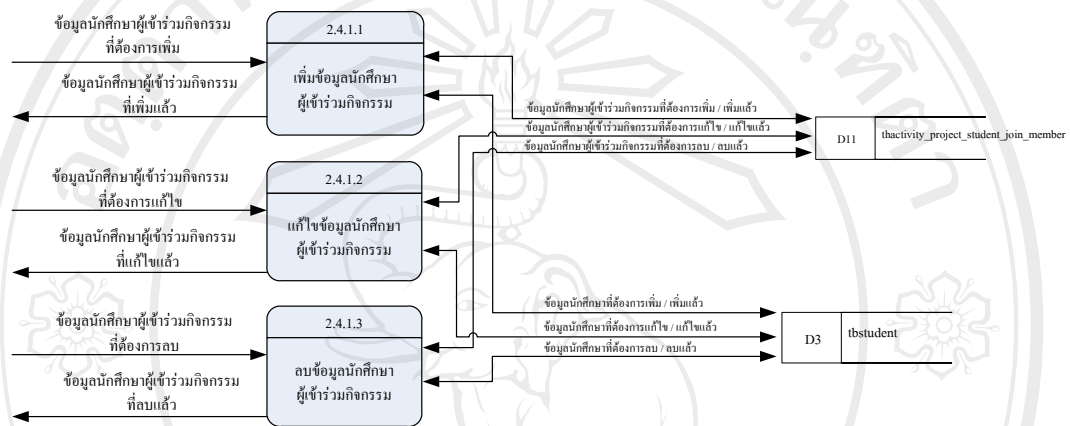 ข้อมูลนักศึกษาผู้เข้าร่วมกิจกรรม
ที่ต้องการเพิ่ม
ข้อมูลนักศึกษาผู้เข้าร่วมกิจกรรม
ที่เพิ่มแล้ว
2.4.1.1
เพิ่มข้อมูลนักศึกษา
ผู้เข้าร่วมกิจกรรม
ข้อมูลนักศึกษาผู้เข้าร่วมกิจกรรมที่ต้องการเพิ่ม / เพิ่มแล้ว
ข้อมูลนักศึกษาผู้เข้าร่วมกิจกรรมที่ต้องการแก้ไข / แก้ไขแล้ว
ข้อมูลนักศึกษาผู้เข้าร่วมกิจกรรมที่ต้องการลบ / ลบแล้ว
D11
thactivity_project_student_join_member
ข้อมูลนักศึกษาผู้เข้าร่วมกิจกรรม
ที่ต้องการแก้ไข
ข้อมูลนักศึกษาผู้เข้าร่วมกิจกรรม
ที่แก้ไขแล้ว
2.4.1.2
แก้ไขข้อมูลนักศึกษา
ผู้เข้าร่วมกิจกรรม
ข้อมูลนักศึกษาผู้เข้าร่วมกิจกรรม
ที่ต้องการลบ
ข้อมูลนักศึกษาผู้เข้าร่วมกิจกรรม
ที่ลบแล้ว
2.4.1.3
ลบข้อมูลนักศึกษา
ผู้เข้าร่วมกิจกรรม
ข้อมูลนักศึกษาที่ต้องการเพิ่ม / เพิ่มแล้ว
ข้อมูลนักศึกษาที่ต้องการแก้ไข / แก้ไขแล้ว
ข้อมูลนักศึกษาที่ต้องการลบ / ลบแล้ว
D3
tbstudent